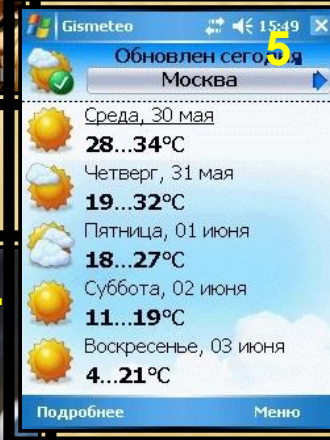 Gismeteo 15:49
5
Обновлен сегодня
Москва
Среда, 30 мая
28...34°C
Четверг, 31 мая
19...32°C
Пятница, 01 июня
18...27°C
Суббота, 02 июня
11...19°C
Воскресенье, 03 июня
4...21°C
Подробнее Меню